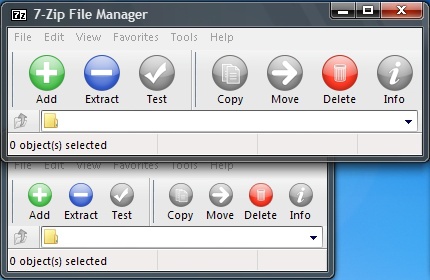 7-Zip File Manager
File Edit View Favorites Tools Help
Add Extract Test Copy Move Delete Info
0 object(s) selected
File Edit View Favorites Tools Help
Add Extract Test Copy Move Delete Info
0 object(s) selected